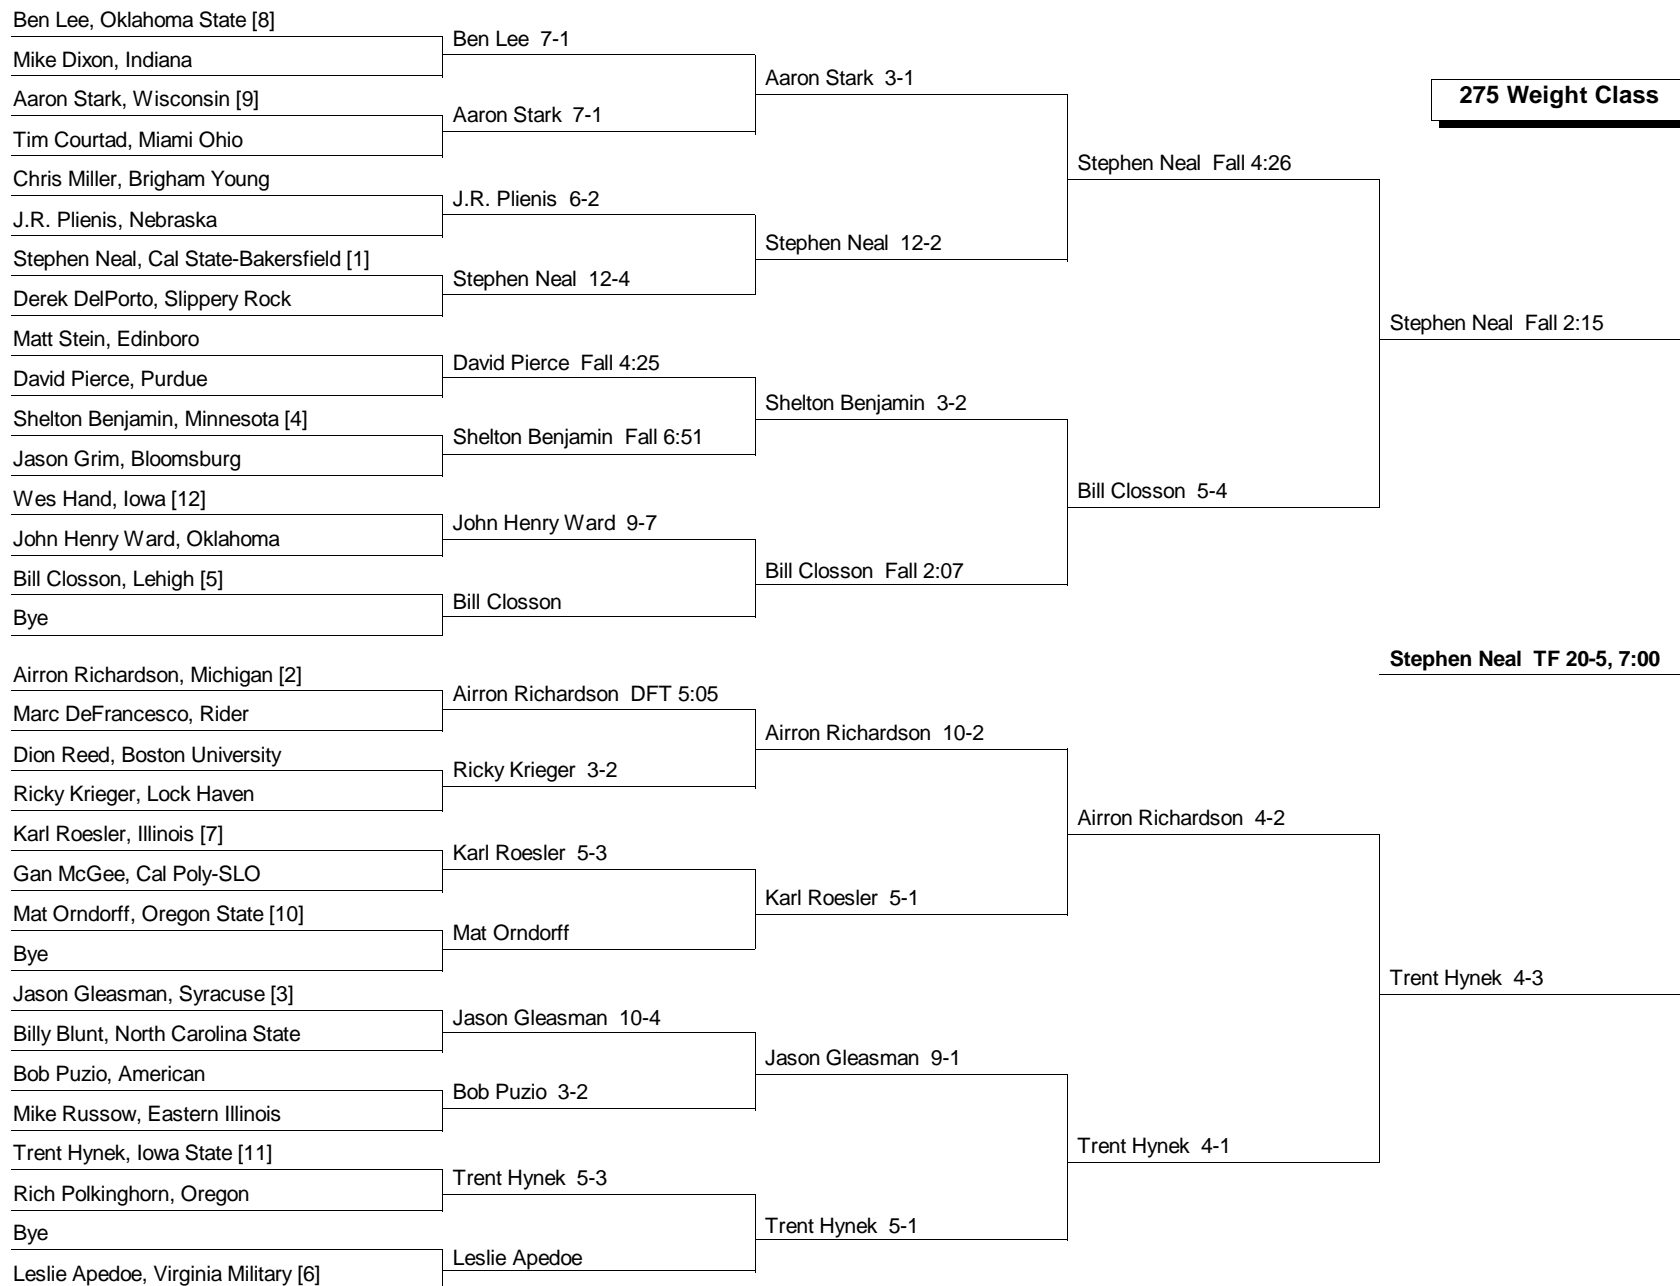 Ben Lee, Oklahoma State [8]
Mike Dixon, Indiana
Aaron Stark, Wisconsin [9]
Tim Courtad, Miami Ohio
Chris Miller, Brigham Young
J.R. Plienis, Nebraska
Stephen Neal, Cal State-Bakersfield [1]
Derek DelPorto, Slippery Rock
Matt Stein, Edinboro
David Pierce, Purdue
Shelton Benjamin, Minnesota [4]
Jason Grim, Bloomsburg
Wes Hand, Iowa [12]
John Henry Ward, Oklahoma
Bill Closson, Lehigh [5]
Bye
Airron Richardson, Michigan [2]
Marc DeFrancesco, Rider
Dion Reed, Boston University
Ricky Krieger, Lock Haven
Karl Roesler, Illinois [7]
Gan McGee, Cal Poly-SLO
Mat Orndorff, Oregon State [10]
Bye
Jason Gleasman, Syracuse [3]
Billy Blunt, North Carolina State
Bob Puzio, American
Mike Russow, Eastern Illinois
Trent Hynek, Iowa State [11]
Rich Polkinghorn, Oregon
Bye
Leslie Apedoe, Virginia Military [6]
Ben Lee 7-1
Aaron Stark 7-1
J.R. Plienis 6-2
Stephen Neal 12-4
David Pierce Fall 4:25
Shelton Benjamin Fall 6:51
John Henry Ward 9-7
Bill Closson
Airron Richardson DFT 5:05
Ricky Krieger 3-2
Karl Roesler 5-3
Mat Orndorff
Jason Gleasman 10-4
Bob Puzio 3-2
Trent Hynek 5-3
Leslie Apedoe
Aaron Stark 3-1
Stephen Neal 12-2
Shelton Benjamin 3-2
Bill Closson Fall 2:07
Airron Richardson 10-2
Karl Roesler 5-1
Jason Gleasman 9-1
Trent Hynek 5-1
Stephen Neal Fall 4:26
Bill Closson 5-4
Airron Richardson 4-2
Trent Hynek 4-1
275 Weight Class
Stephen Neal Fall 2:15
Stephen Neal TF 20-5, 7:00
Trent Hynek 4-3